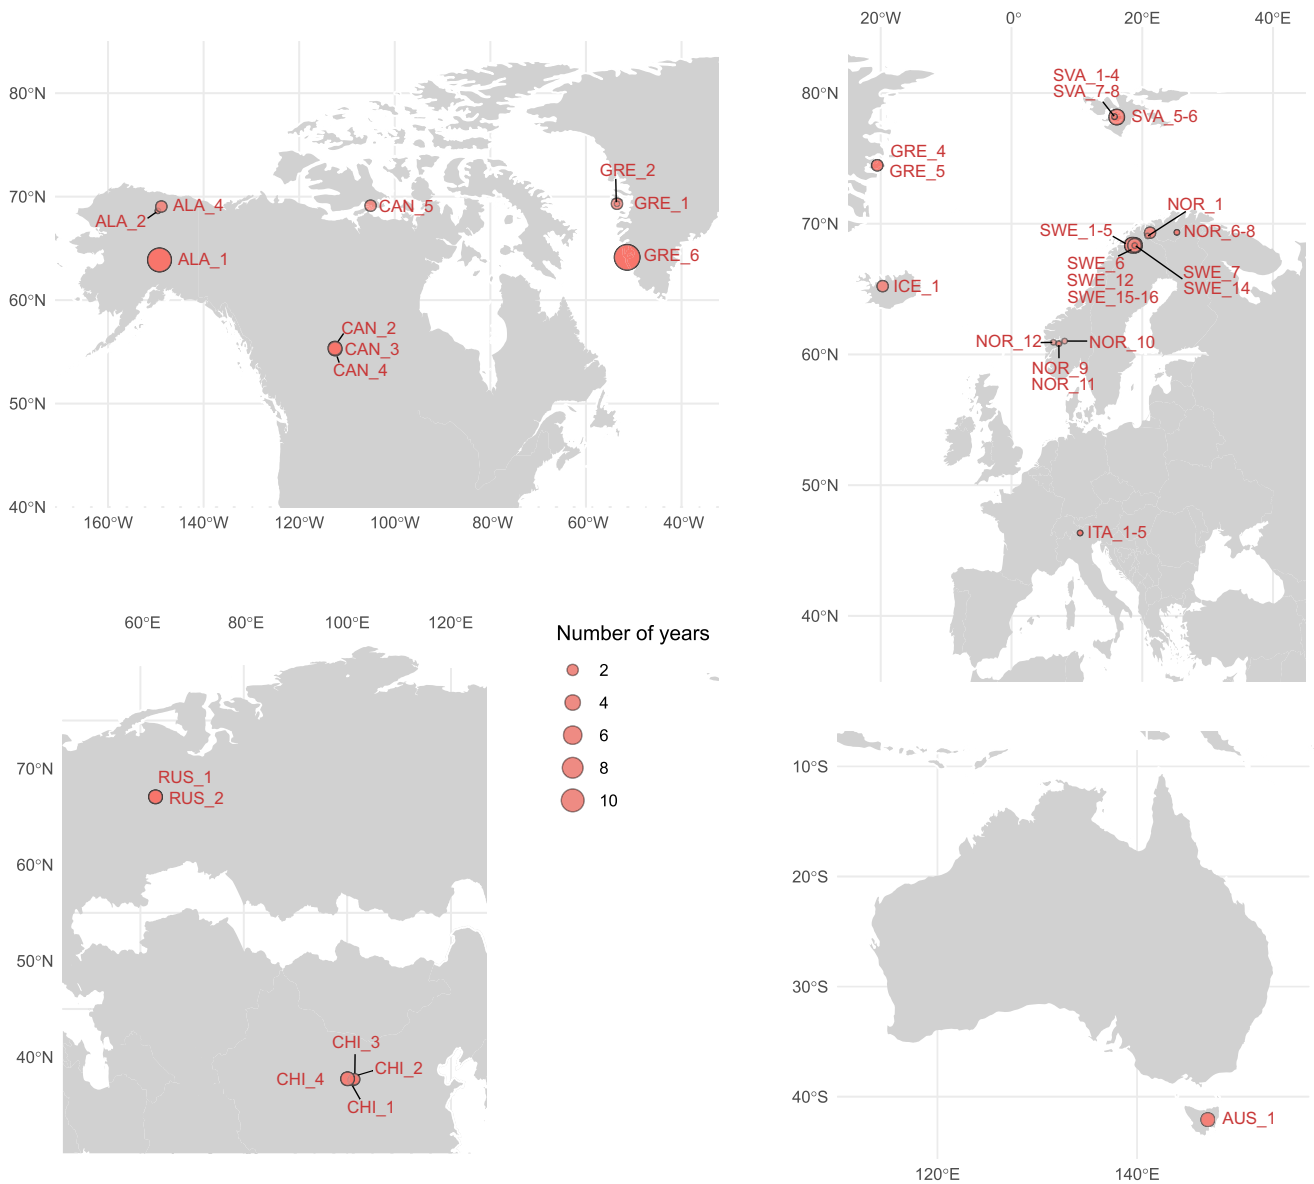 80°N
70°N
60°N
50°N
40°N
160°W
140°W
120°W
100°W
80°W
60°W
40°W
ALA_2
ALA_4
ALA_1
CAN_5
CAN_2
CAN_3
CAN_4
GRE_2
GRE_1
GRE_6
20°W
0°
20°E
40°E
80°N
70°N
60°N
50°N
40°N
SVA_1-4
SVA_7-8
SVA_5-6
GRE_4
GRE_5
NOR_1
SWE_1-5
NOR_6-8
SWE_6
SWE_12
SWE_15-16
SWE_7
SWE_14
ICE_1
NOR_12
NOR_10
NOR_9
NOR_11
ITA_1-5
60°E
80°E
100°E
120°E
70°N
60°N
50°N
40°N
RUS_1
RUS_2
CHI_3
CHI_2
CHI_4
CHI_1
Number of years
2
4
6
8
10
10°S
20°S
30°S
40°S
AUS_1
120°E
140°E